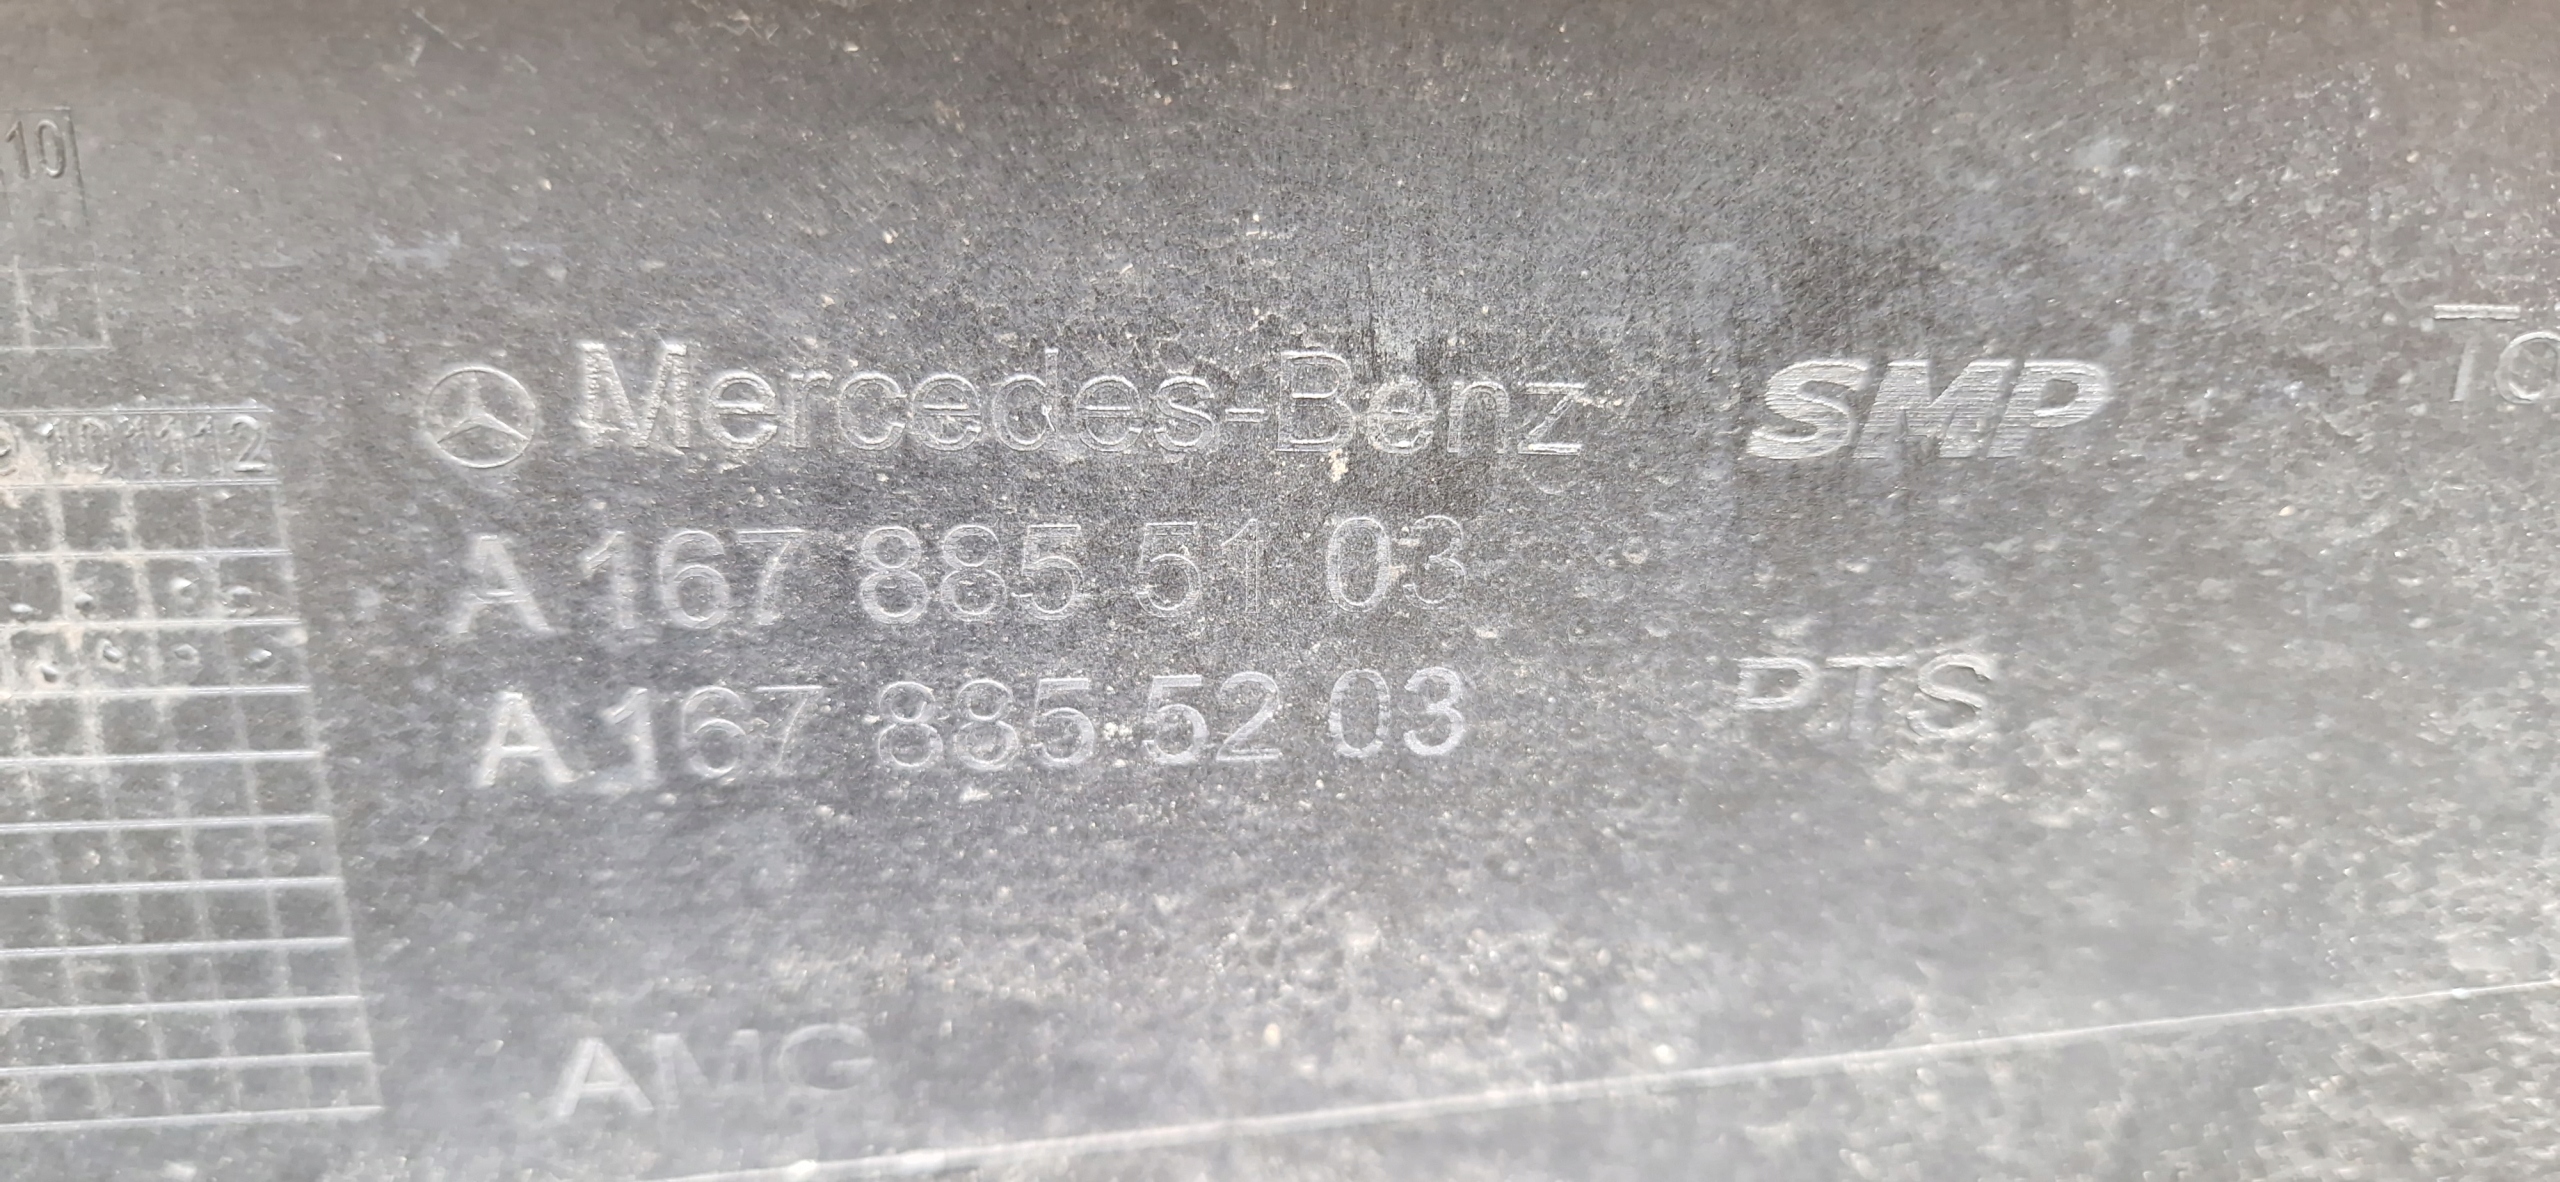 10
10 11 12
Mercedes-Benz
SMP
A 167 885 51 03
A 167 885 52 03
PTS
AMG